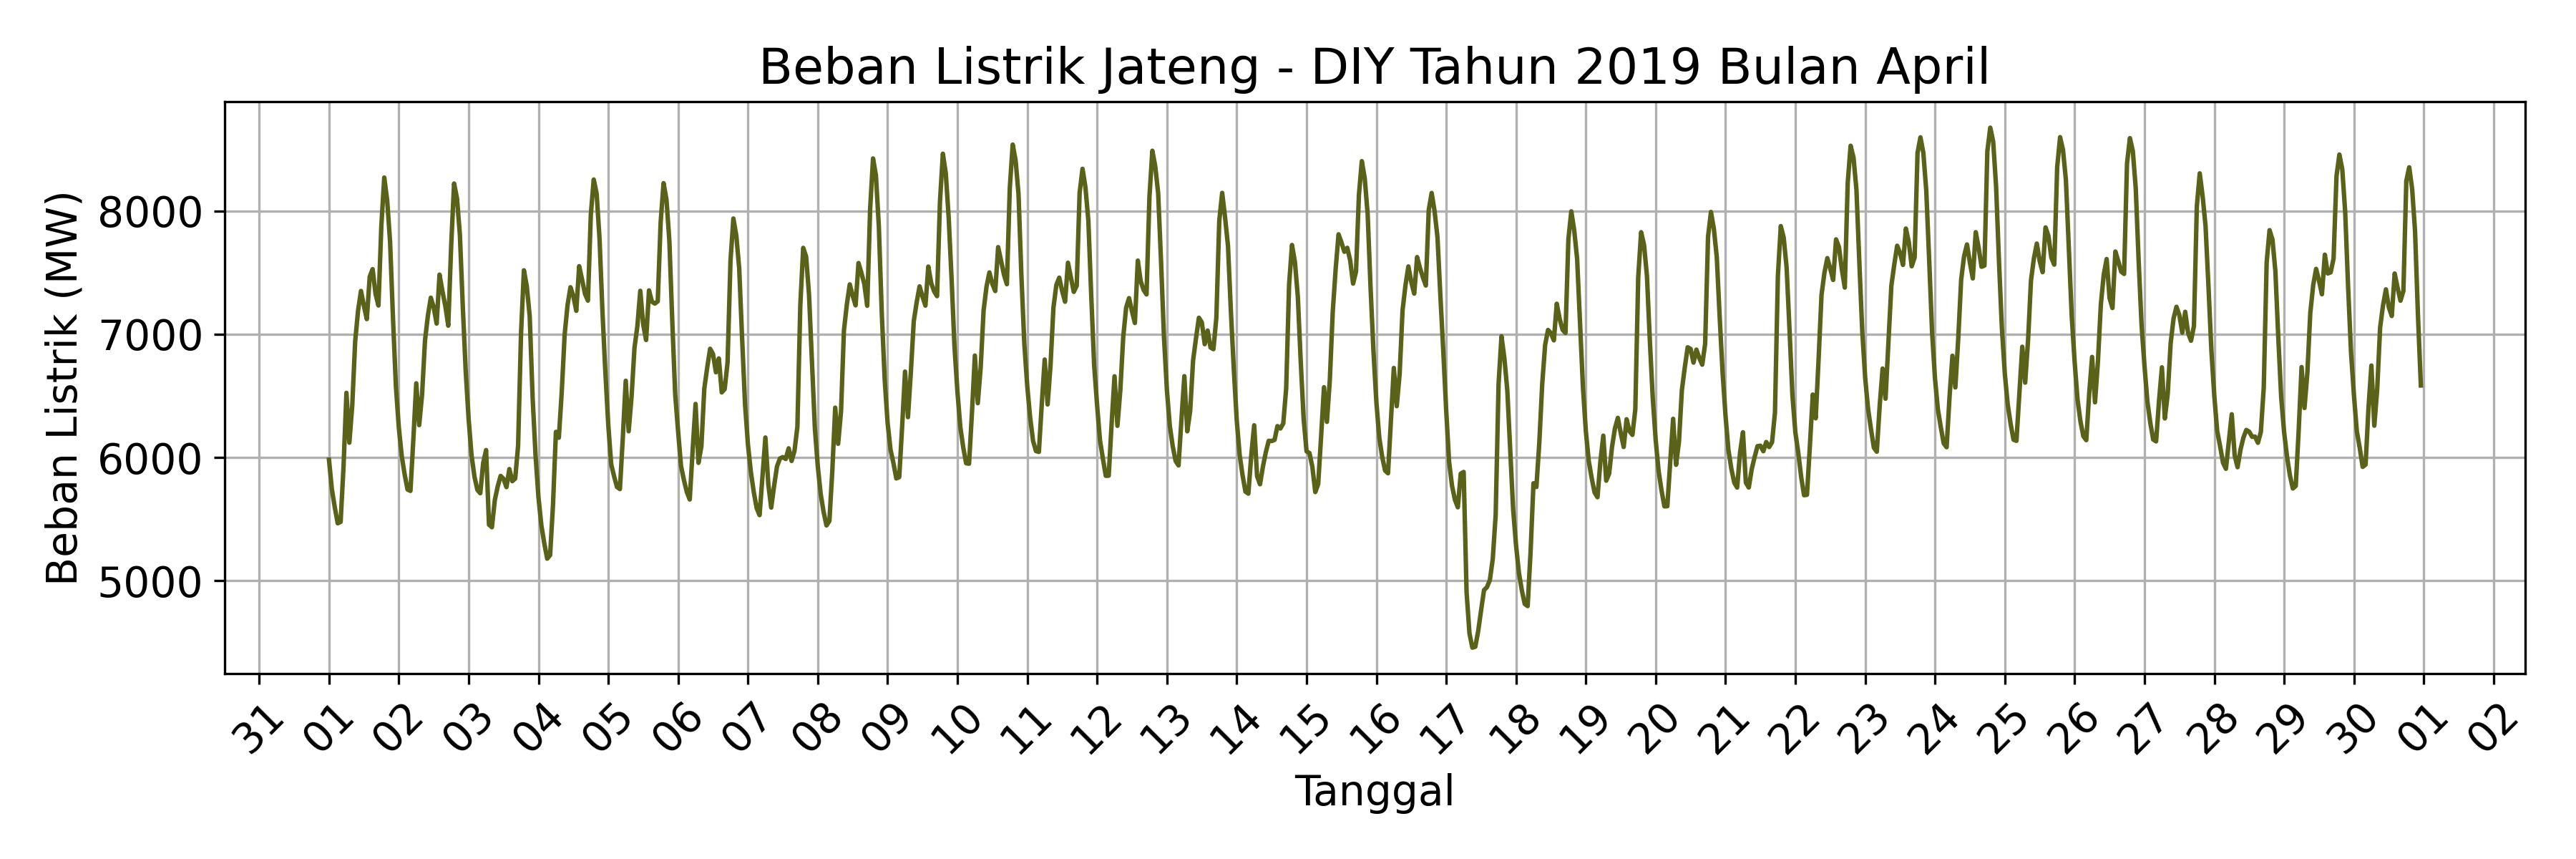 Beban Listrik Jateng - DIY Tahun 2019 Bulan April
Beban Listrik (MW)
8000
7000
6000
5000
31 01 02 03 04 05 06 07 08 09 10 11 12 13 14 15 16 17 18 19 20 21 22 23 24 25 26 27 28 29 30 01 02
Tanggal